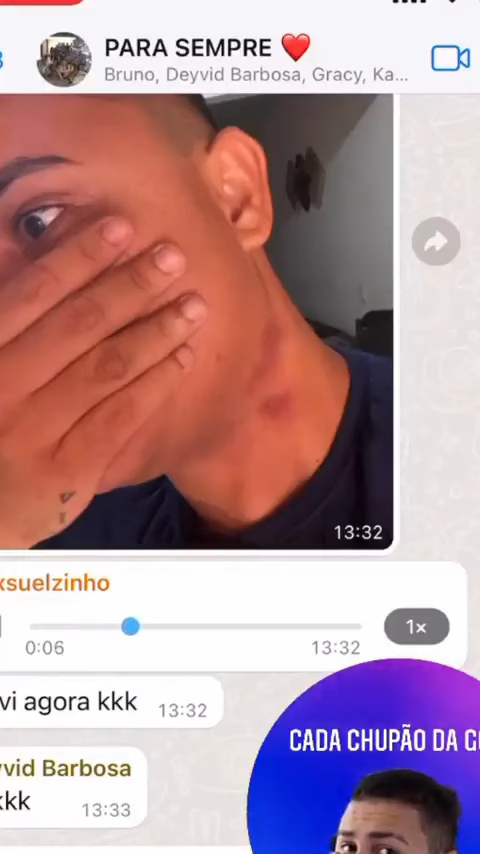 PARA SEMPRE ❤️
Bruno, Deyvid Barbosa, Gracy, Ka...
13:32
xsuelzinho
1×
0:06
13:32
vi agora kkk
13:32
vid Barbosa
kkk
13:33
CADA CHUPÃO DA